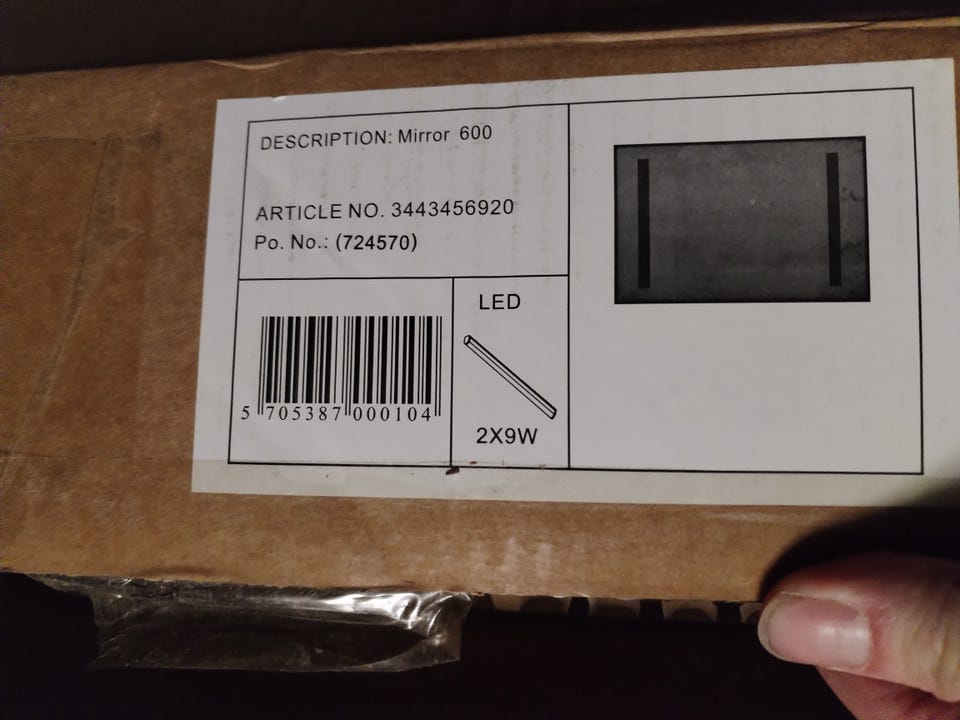 DESCRIPTION: Mirror 600
ARTICLE NO. 3443456920
Po. No.: (724570)
5 705387 000104
LED
2X9W